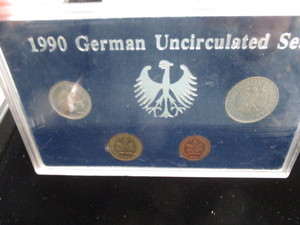 1990 German Uncirculated Se